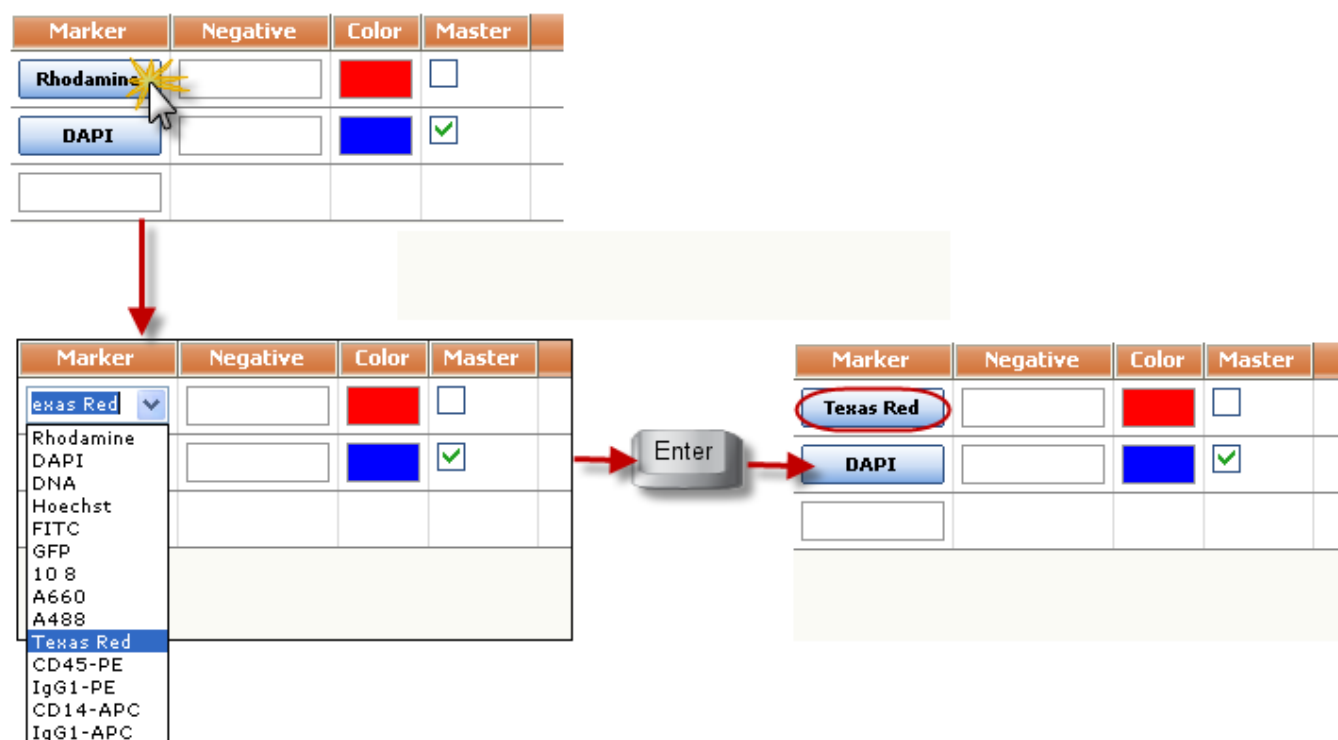 Marker Negative Color Master
Rhodamine
DAPI
Marker Negative Color Master
exas Red
Rhodamine
DAPI
DNA
Hoechst
FITC
GFP
10 8
A660
A488
Texas Red
CD45-PE
IgG1-PE
CD14-APC
IgG1-APC
Enter
Marker Negative Color Master
Texas Red
DAPI